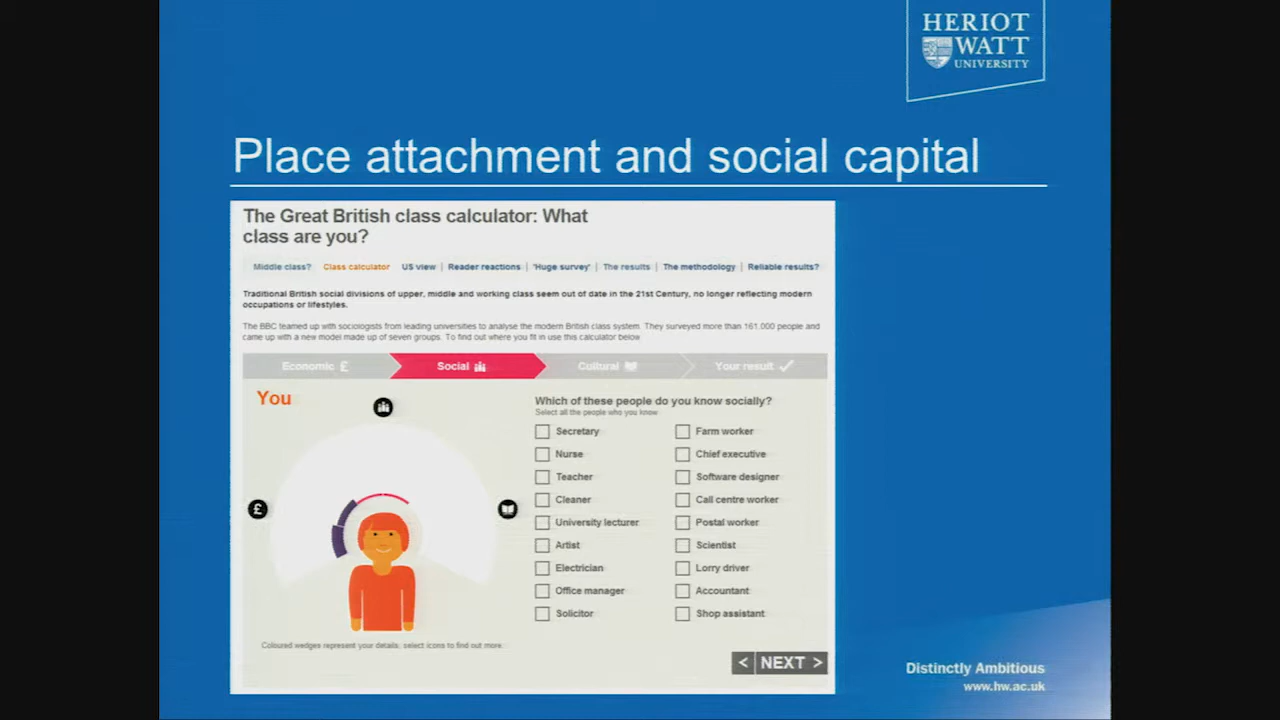 HERIOT
WATT
UNIVERSITY
Place attachment and social capital
The Great British class calculator: What
class are you?
Middle class? Class calculator US view | Reader reactions | 'Huge survey' | The results | The methodology | Reliable results?
Traditional British social divisions of upper, middle and working class seem out of date in the 21st Century, no longer reflecting modern
occupations or lifestyles.
The BBC teamed up with sociologists from leading universities to analyse the modern British class system. They surveyed more than 161,000 people and
came up with a new model made up of seven groups. To find out where you fit in use this calculator below
Economic £ Social Cultural Your result
You
£
Which of these people do you know socially?
Select all the people who you know
Secretary Farm worker
Nurse Chief executive
Teacher Software designer
Cleaner Call centre worker
University lecturer Postal worker
Artist Scientist
Electrician Lorry driver
Office manager Accountant
Solicitor Shop assistant
Coloured wedges represent your details, select icons to find out more.
< NEXT >
Distinctly Ambitious
www.hw.ac.uk